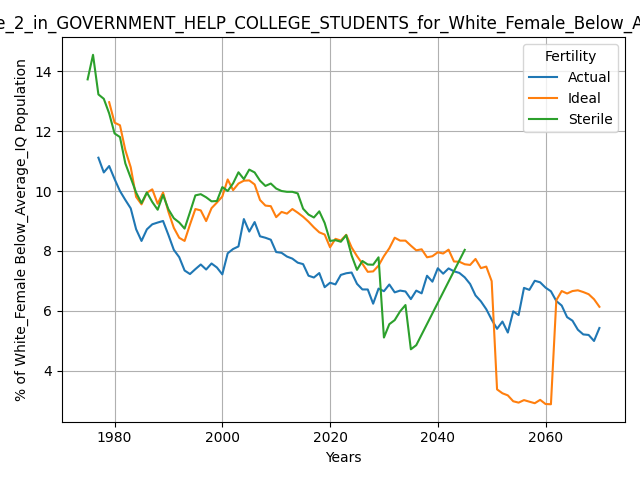 e_2_in_GOVERNMENT_HELP_COLLEGE_STUDENTS_for_White_Female_Below_A
Fertility
Actual
Ideal
Sterile
% of White_Female Below_Average_IQ Population
14
12
10
8
6
4
1980 2000 2020 2040 2060
Years